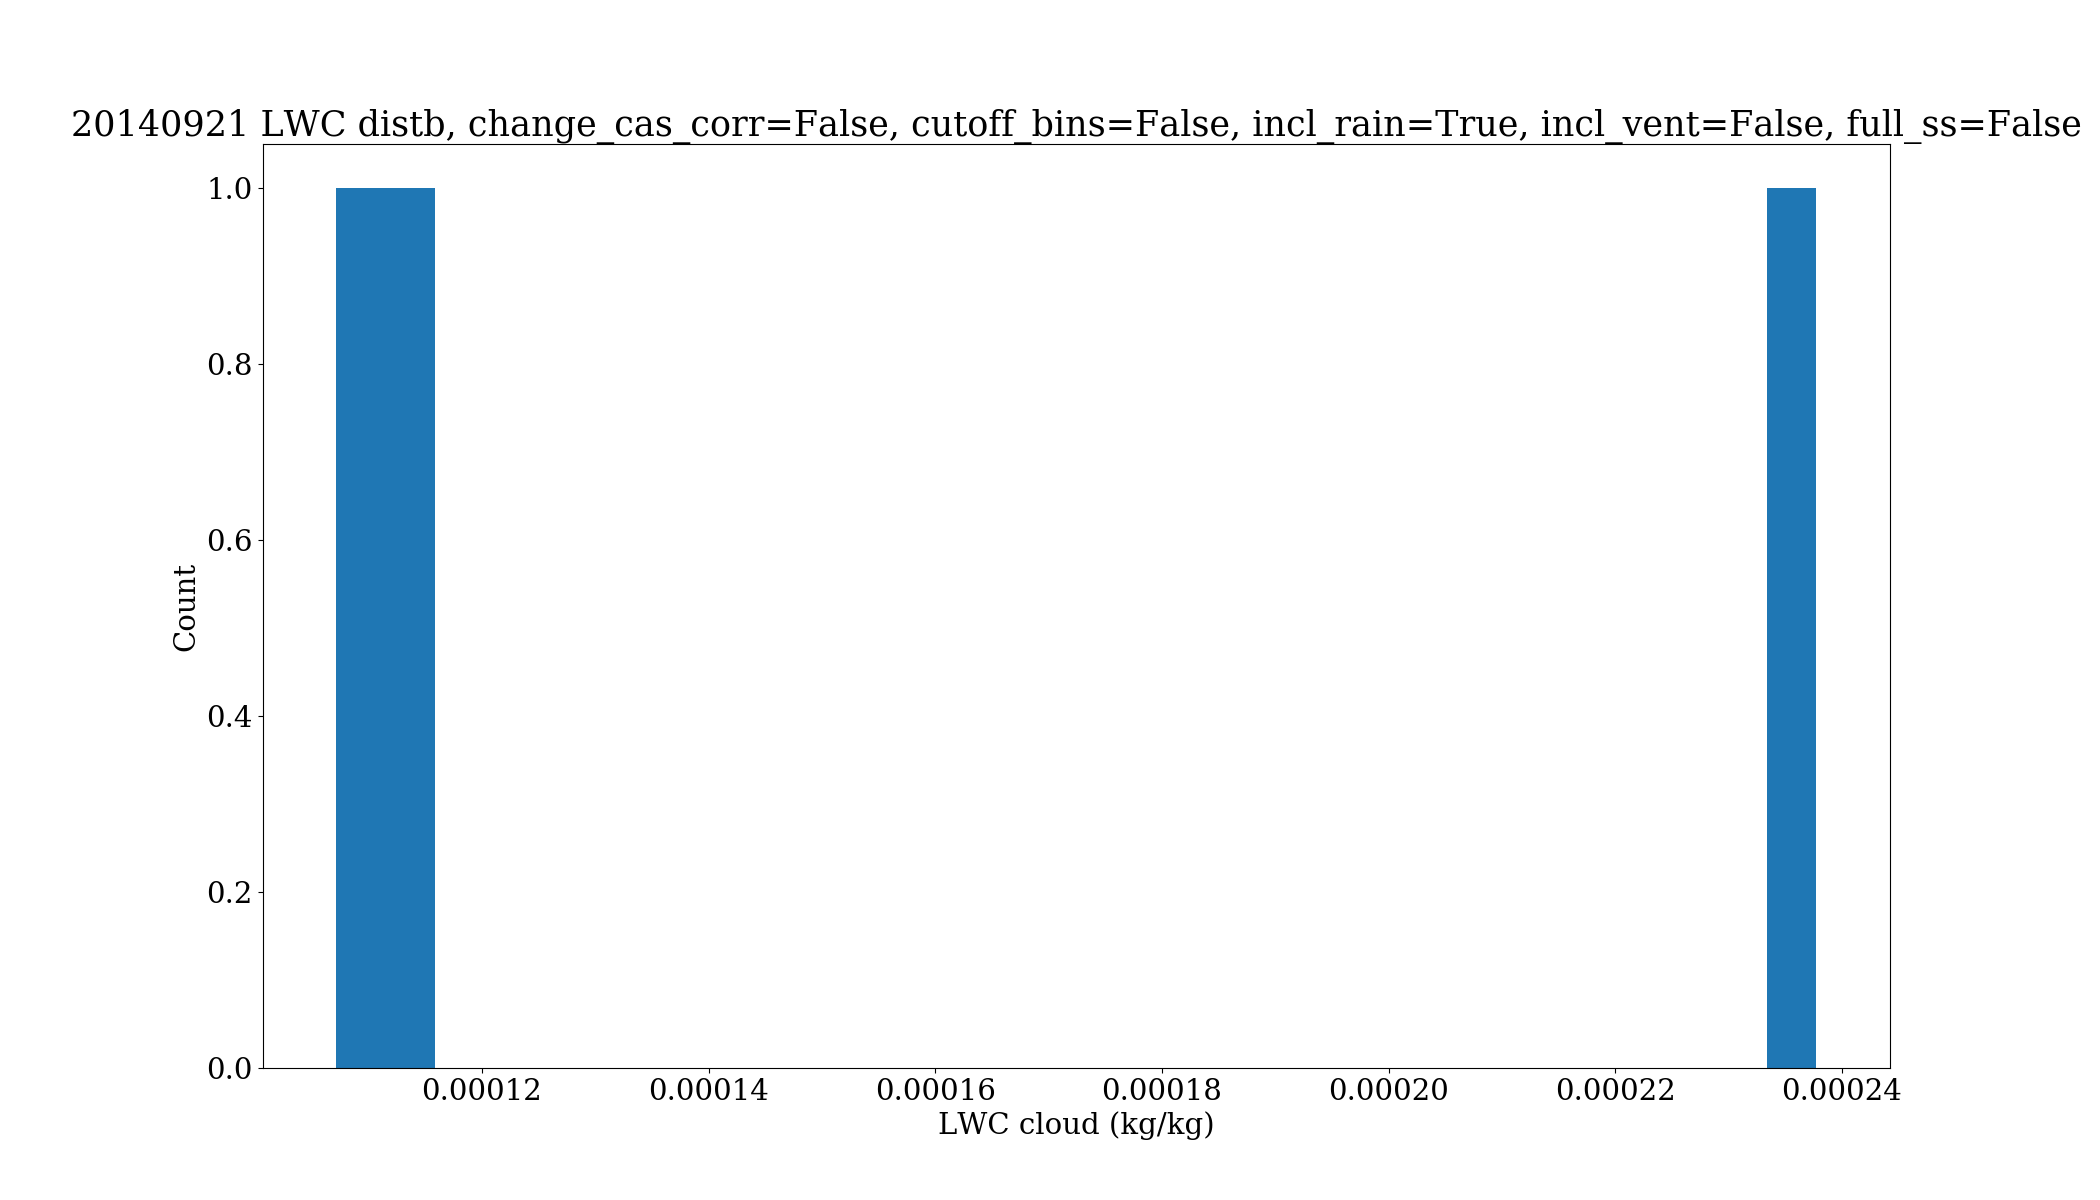 20140921 LWC distb, change_cas_corr=False, cutoff_bins=False, incl_rain=True, incl_vent=False, full_ss=False
1.0
0.8
0.6
0.4
0.2
0.0
Count
0.00012 0.00014 0.00016 0.00018 0.00020 0.00022 0.00024
LWC cloud (kg/kg)